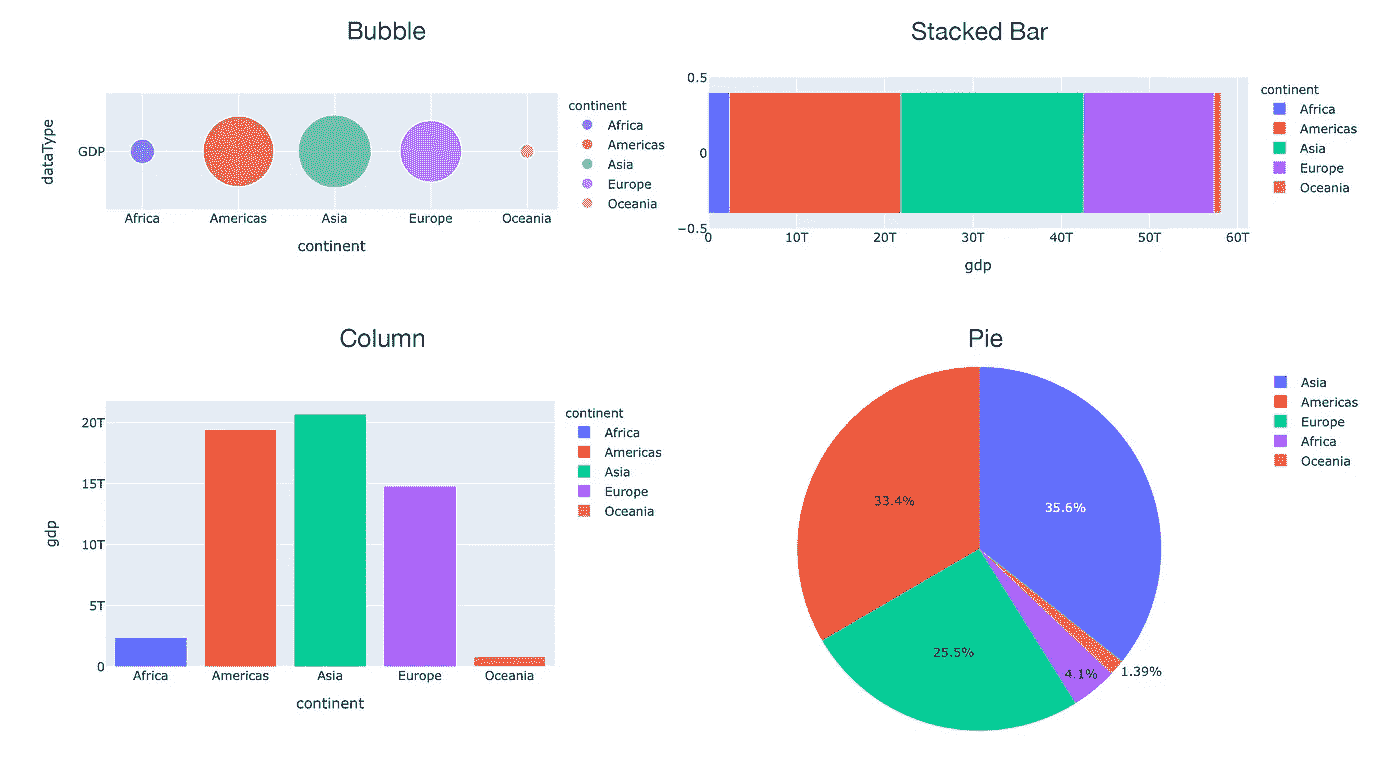 Bubble
dataType
GDP
Africa Americas Asia Europe Oceania
continent
continent
Africa
Americas
Asia
Europe
Oceania
Stacked Bar
0.5
0
−0.5
0 10T 20T 30T 40T 50T 60T
gdp
continent
Africa
Americas
Asia
Europe
Oceania
Column
gdp
20T
15T
10T
5T
0
Africa Americas Asia Europe Oceania
continent
continent
Africa
Americas
Asia
Europe
Oceania
Pie
33.4%
35.6%
25.5%
4.1%
1.39%
Asia
Americas
Europe
Africa
Oceania